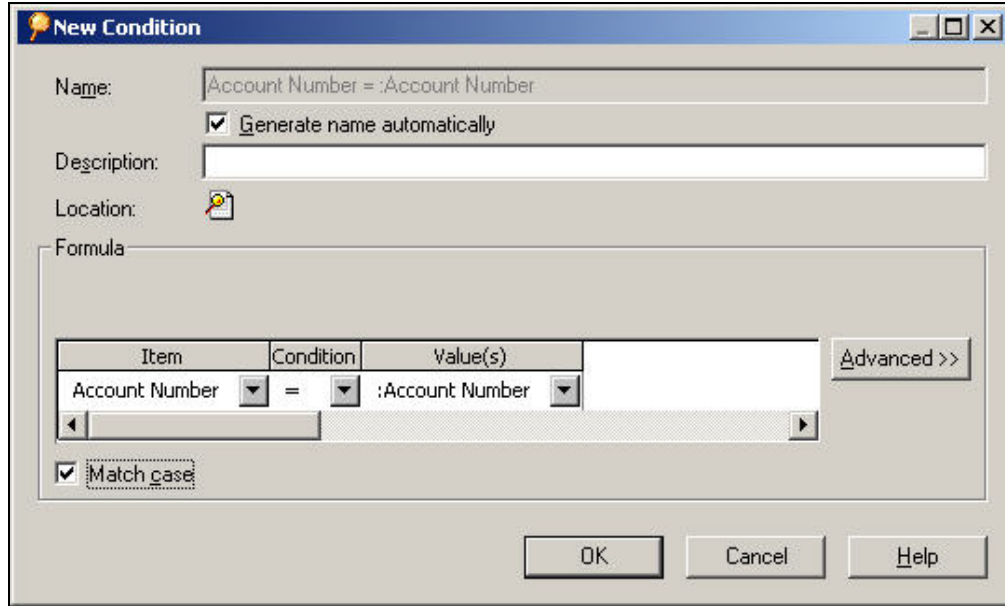 New Condition
Name: Account Number = :Account Number
Generate name automatically
Description:
Location:
Formula
Item Condition Value(s)
Advanced >>
Account Number = :Account Number
Match case
OK Cancel Help